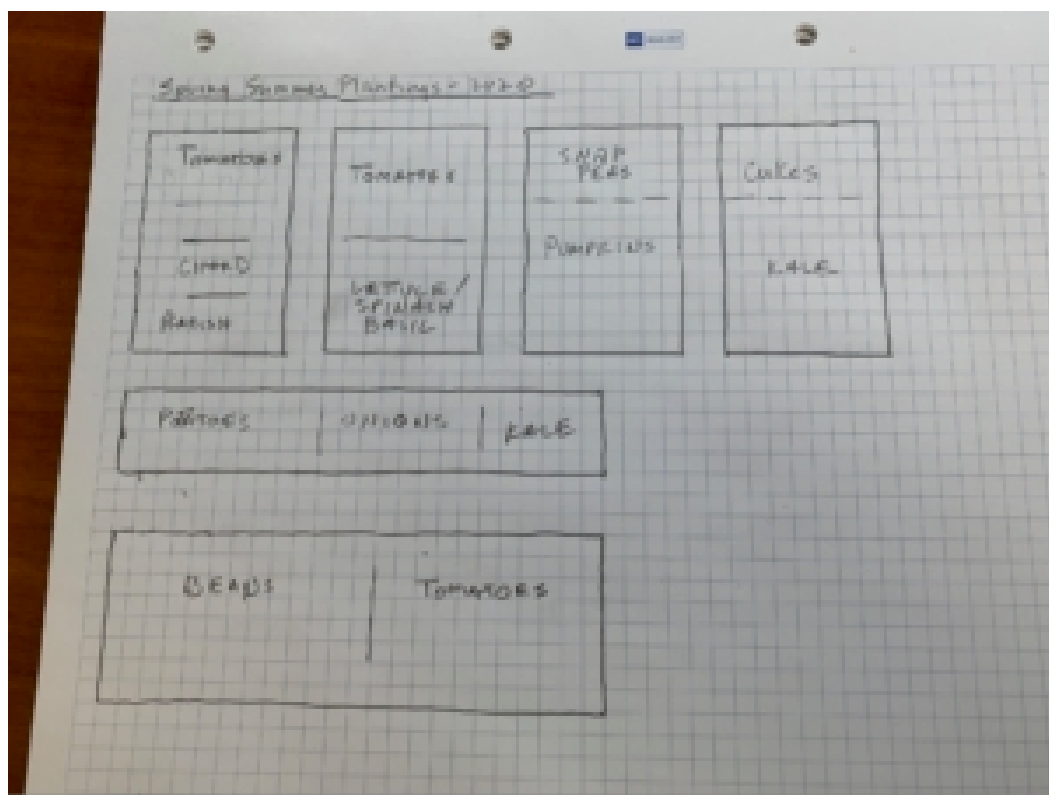 Spring Summer Plantings - 2020
Tomatoes
CHARD
RADISH
TOMATOES
LETTUCE/
SPINACH
BASIL
SNAP
PEAS
PUMPKINS
CUKES
KALE
POTATOES
ONIONS
KALE
BEANS
TOMATOES